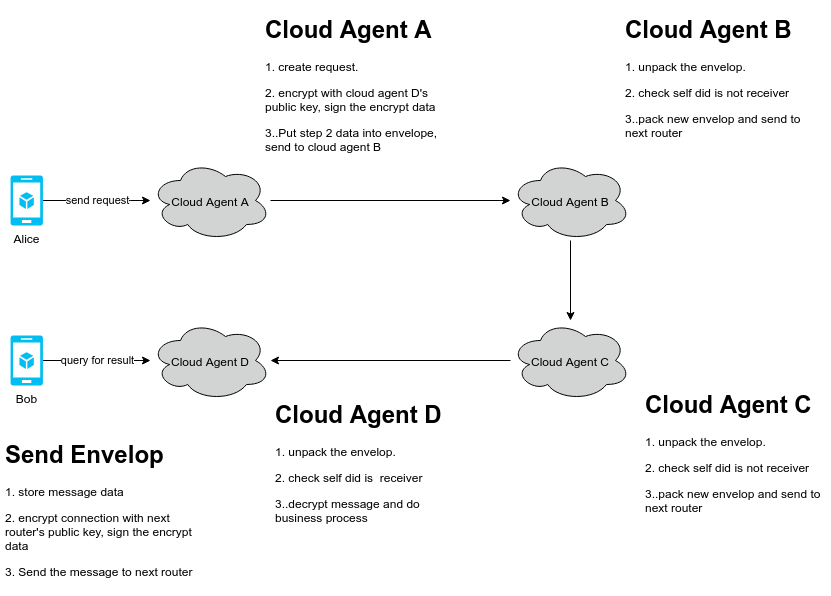 Cloud Agent A
1. create request.
2. encrypt with cloud agent D's
public key, sign the encrypt data
3..Put step 2 data into envelope,
send to cloud agent B
Cloud Agent B
1. unpack the envelop.
2. check self did is not receiver
3..pack new envelop and send to
next router
send request
Alice
Cloud Agent A
Cloud Agent B
query for result
Bob
Cloud Agent D
Cloud Agent C
Cloud Agent D
1. unpack the envelop.
2. check self did is  receiver
3..decrypt message and do
business process
Cloud Agent C
1. unpack the envelop.
2. check self did is not receiver
3..pack new envelop and send to
next router
Send Envelop
1. store message data
2. encrypt connection with next
router's public key, sign the encrypt
data
3. Send the message to next router